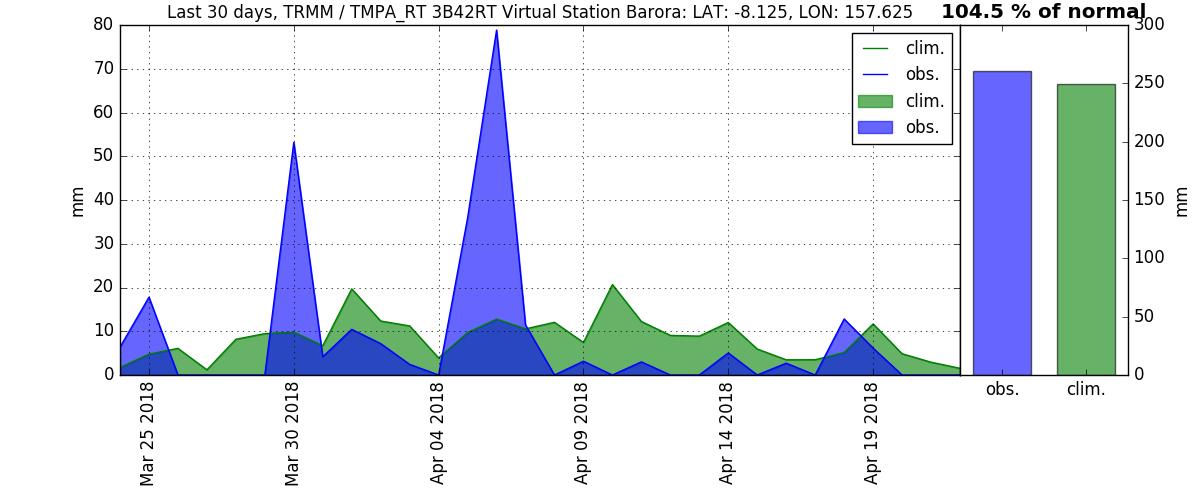 Last 30 days, TRMM / TMPA_RT 3B42RT Virtual Station Barora: LAT: -8.125, LON: 157.625
104.5 % of normal
80
70
60
50
40
30
20
10
0
mm
clim.
obs.
clim.
obs.
Mar 25 2018
Mar 30 2018
Apr 04 2018
Apr 09 2018
Apr 14 2018
Apr 19 2018
300
250
200
150
100
50
0
mm
obs.
clim.